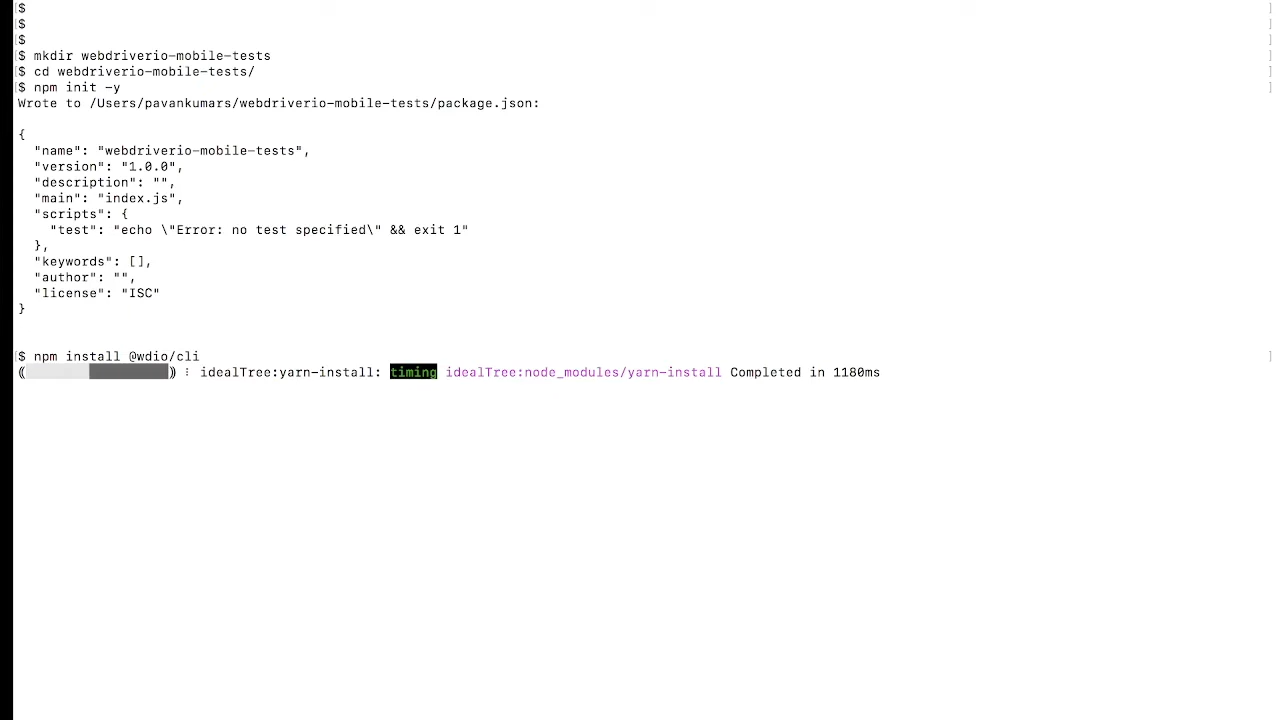 [$ ]
[$ ]
[$ ]
[$ mkdir webdriverio-mobile-tests ]
[$ cd webdriverio-mobile-tests/ ]
[$ npm init -y ]
Wrote to /Users/pavankumars/webdriverio-mobile-tests/package.json:
{
"name": "webdriverio-mobile-tests",
"version": "1.0.0",
"description": "",
"main": "index.js",
"scripts": {
"test": "echo \"Error: no test specified\" && exit 1"
},
"keywords": [],
"author": "",
"license": "ISC"
}
[$ npm install @wdio/cli ]
(( )) ⫶ idealTree:yarn-install: timing idealTree:node_modules/yarn-install Completed in 1180ms